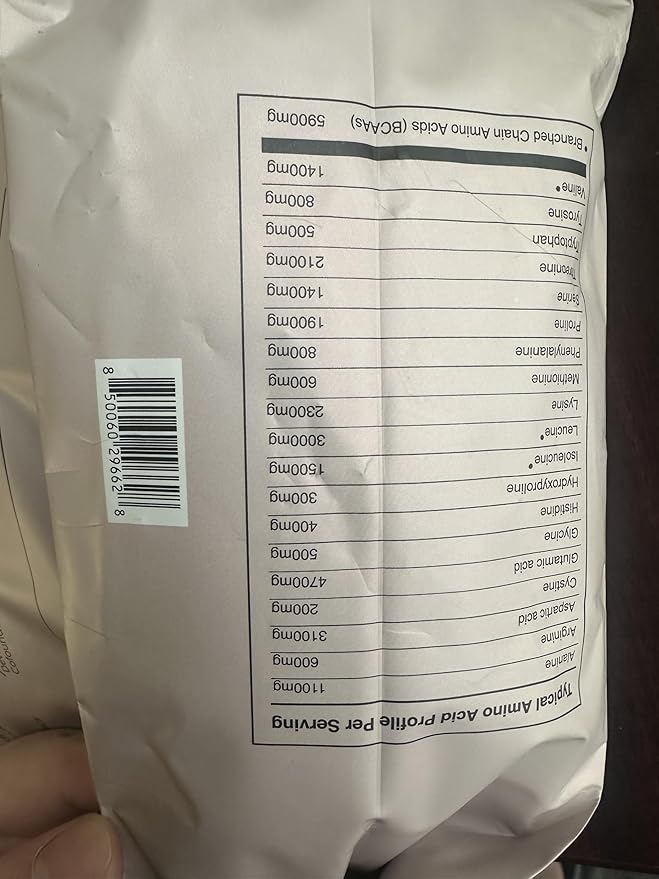 Typical Amino Acid Profile Per Serving
Alanine 1100mg
Arginine 600mg
Aspartic acid 3100mg
Cystine 200mg
Glutamic acid 4700mg
Glycine 500mg
Histidine 400mg
Hydroxyproline 300mg
Isoleucine• 1500mg
Leucine• 3000mg
Lysine 2300mg
Methionine 600mg
Phenylalanine 800mg
Proline 1900mg
Serine 1400mg
Threonine 2100mg
Tryptophan 500mg
Tyrosine 800mg
Valine• 1400mg
• Branched Chain Amino Acids (BCAAs) 5900mg
8 50060 29662 8